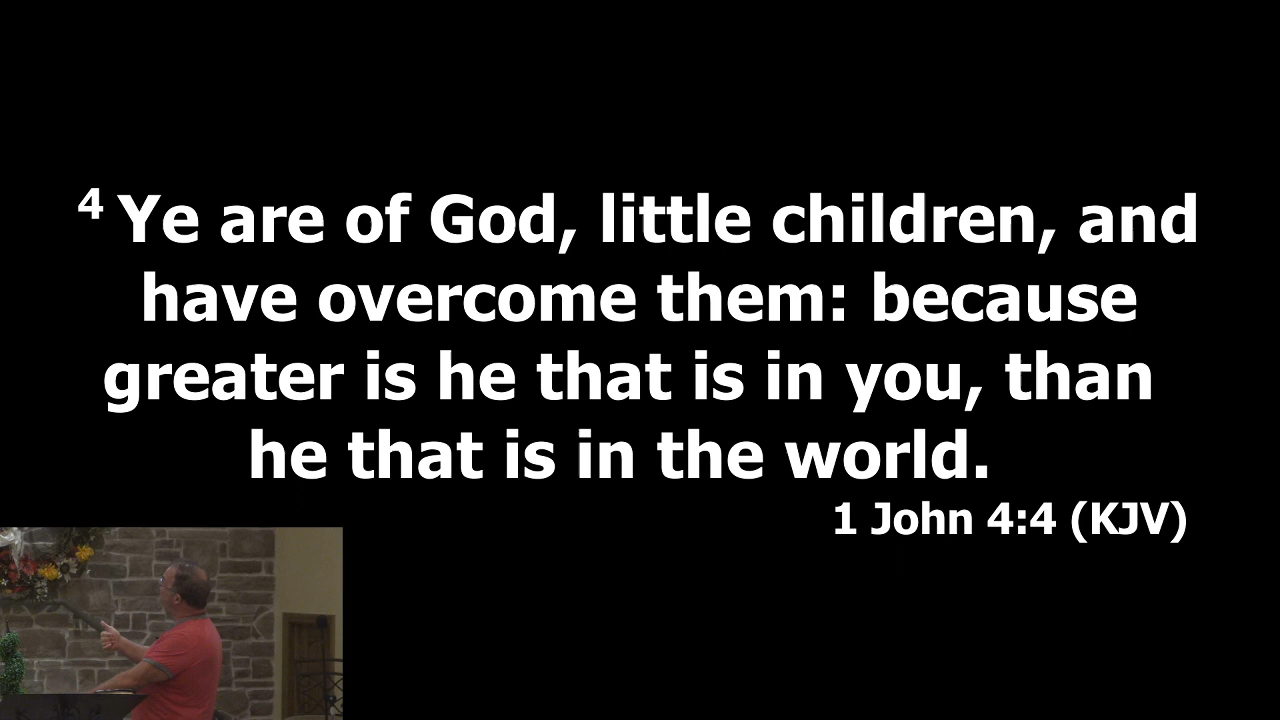 4 Ye are of God, little children, and
have overcome them: because
greater is he that is in you, than
he that is in the world.
1 John 4:4 (KJV)